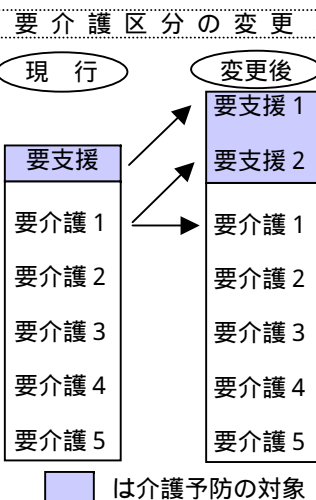 要介護区分の変更
現 行
変更後
要支援1
要支援
要支援2
要介護1
要介護1
要介護2
要介護2
要介護3
要介護3
要介護4
要介護4
要介護5
要介護5
は介護予防の対象